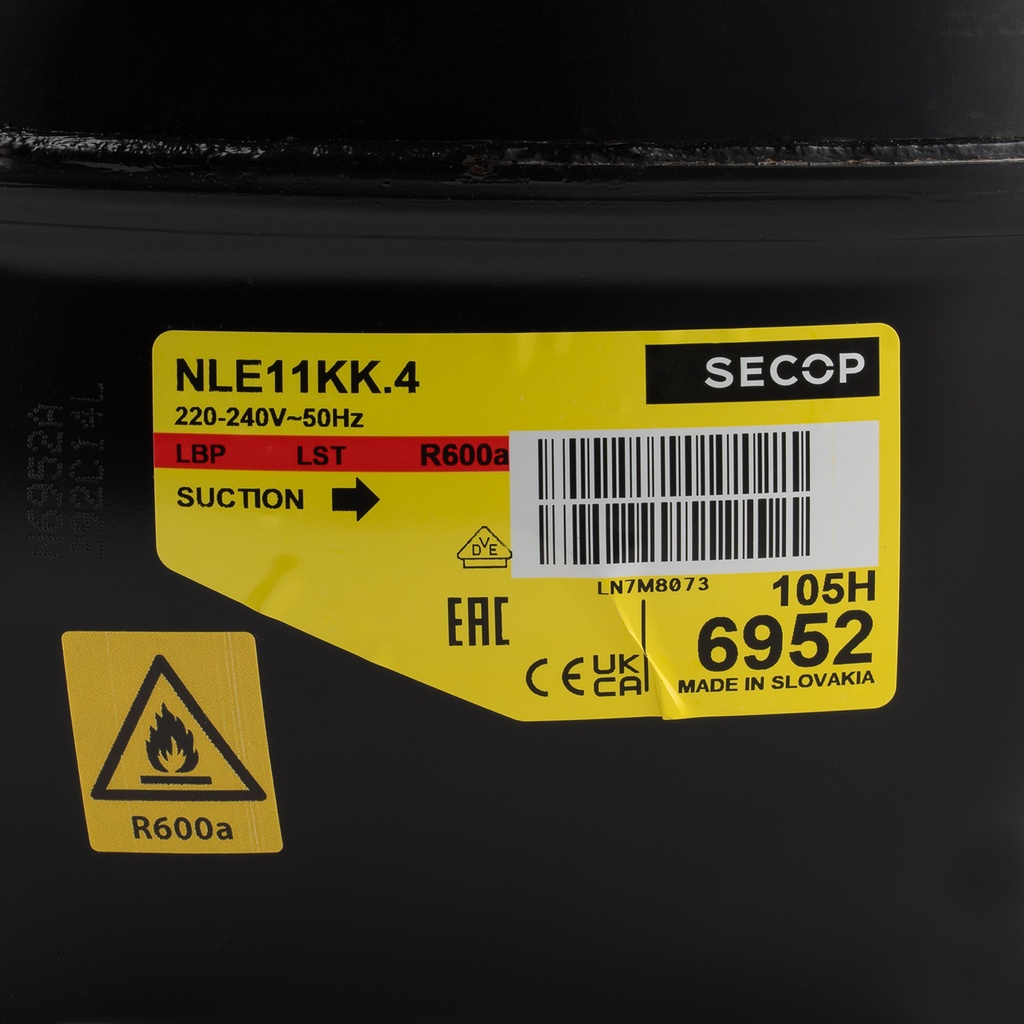 NLE11KK.4
SECOP
220-240V~50Hz
LBP LST R600a
SUCTION
DVE
LN7M8073
105H
EAC
6952
CE UK CA
MADE IN SLOVAKIA
R600a